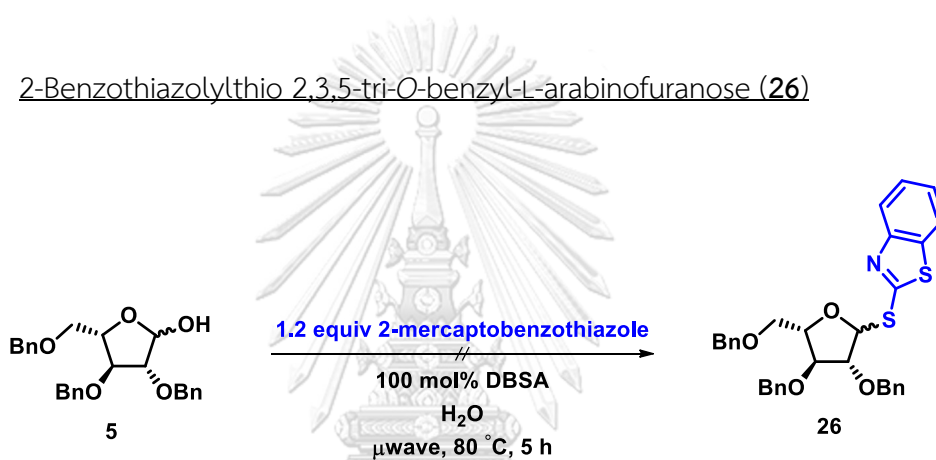 2-Benzothiazolylthio 2,3,5-tri-O-benzyl-L-arabinofuranose (26)
N
S
O
OH
BnO
BnO
OBn
5
1.2 equiv 2-mercaptobenzothiazole
//
100 mol% DBSA
H₂O
μwave, 80 °C, 5 h
O
S
BnO
BnO
OBn
26